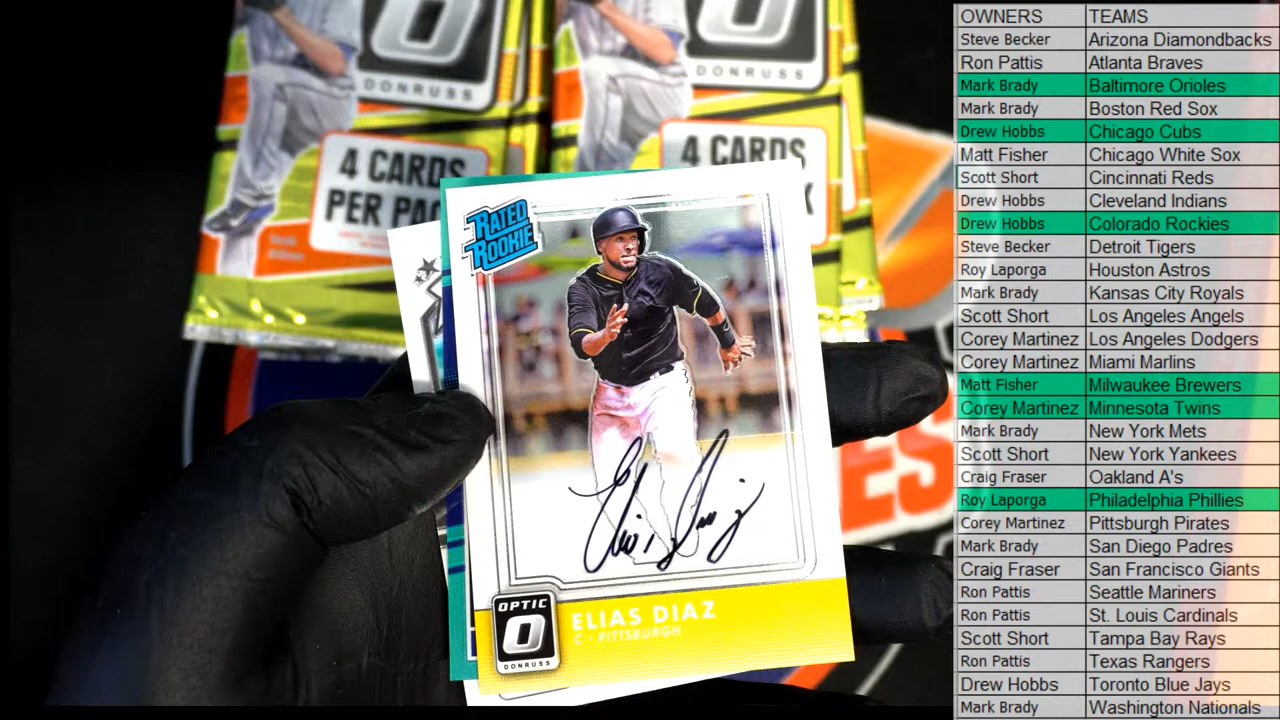 DONRUSS
DONRUSS
4 CARDS
PER PAC
4 CARDS
RATED
ROOKIE
Elias Diaz
OPTIC
DONRUSS
ELIAS DIAZ
C - PITTSBURGH
OWNERS TEAMS
Steve Becker Arizona Diamondbacks
Ron Pattis Atlanta Braves
Mark Brady Baltimore Orioles
Mark Brady Boston Red Sox
Drew Hobbs Chicago Cubs
Matt Fisher Chicago White Sox
Scott Short Cincinnati Reds
Drew Hobbs Cleveland Indians
Drew Hobbs Colorado Rockies
Steve Becker Detroit Tigers
Roy Laporga Houston Astros
Mark Brady Kansas City Royals
Scott Short Los Angeles Angels
Corey Martinez Los Angeles Dodgers
Corey Martinez Miami Marlins
Matt Fisher Milwaukee Brewers
Corey Martinez Minnesota Twins
Mark Brady New York Mets
Scott Short New York Yankees
Craig Fraser Oakland A's
Roy Laporga Philadelphia Phillies
Corey Martinez Pittsburgh Pirates
Mark Brady San Diego Padres
Craig Fraser San Francisco Giants
Ron Pattis Seattle Mariners
Ron Pattis St. Louis Cardinals
Scott Short Tampa Bay Rays
Ron Pattis Texas Rangers
Drew Hobbs Toronto Blue Jays
Mark Brady Washington Nationals